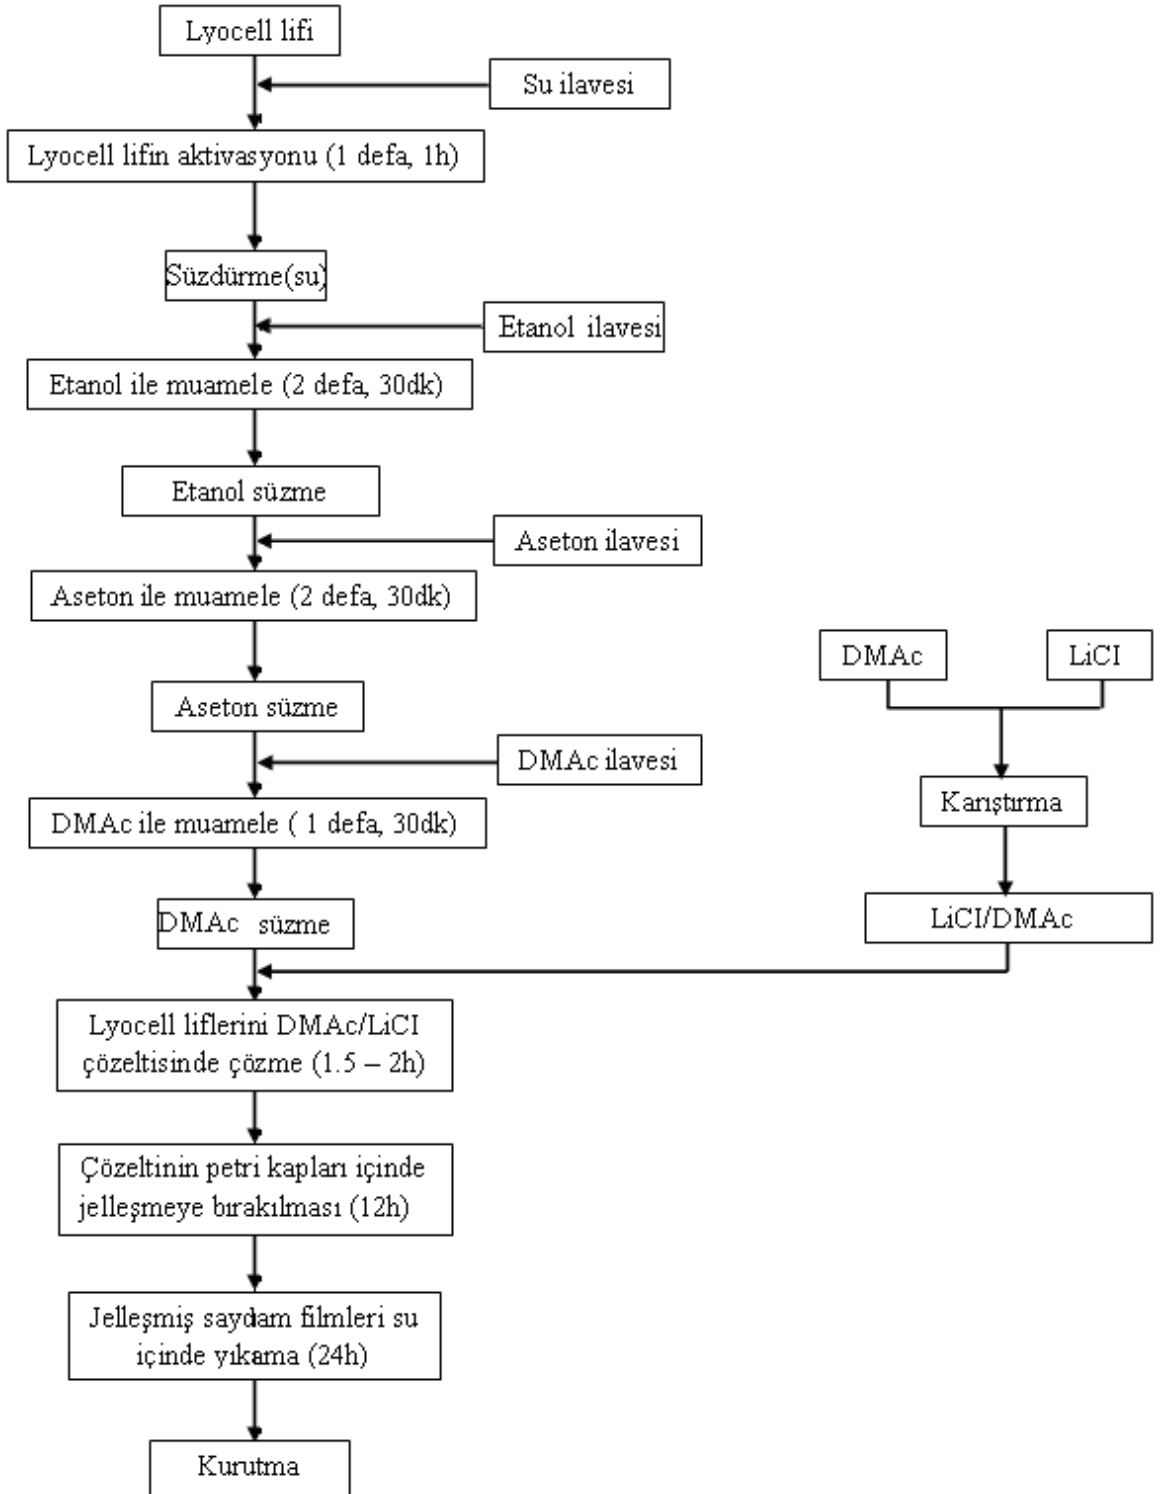 Lyocell lifi
Su ilavesi
Lyocell lifin aktivasyonu (1 defa, 1h)
Süzdürme(su)
Etanol ilavesi
Etanol ile muamele (2 defa, 30dk)
Etanol süzme
Aseton ilavesi
Aseton ile muamele (2 defa, 30dk)
DMAc
LiCI
Aseton süzme
DMAc ilavesi
Karıştırma
DMAc ile muamele ( 1 defa, 30dk)
DMAc süzme
LiCI/DMAc
Lyocell liflerini DMAc/LiCI
çözeltisinde çözme (1.5 – 2h)
Çözeltinin petri kapları içinde
jelleşmeye bırakılması (12h)
Jelleşmiş saydam filmleri su
içinde yıkama (24h)
Kurutma